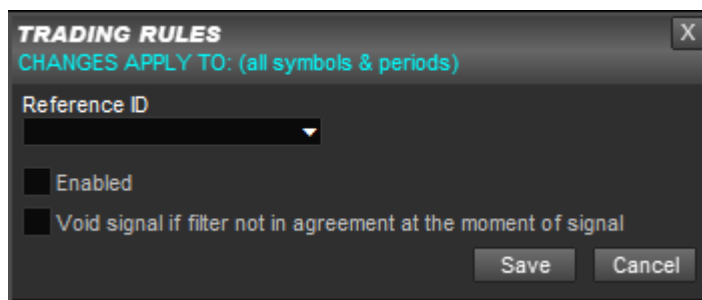 TRADING RULES
X
CHANGES APPLY TO: (all symbols & periods)
Reference ID
Enabled
Void signal if filter not in agreement at the moment of signal
Save
Cancel